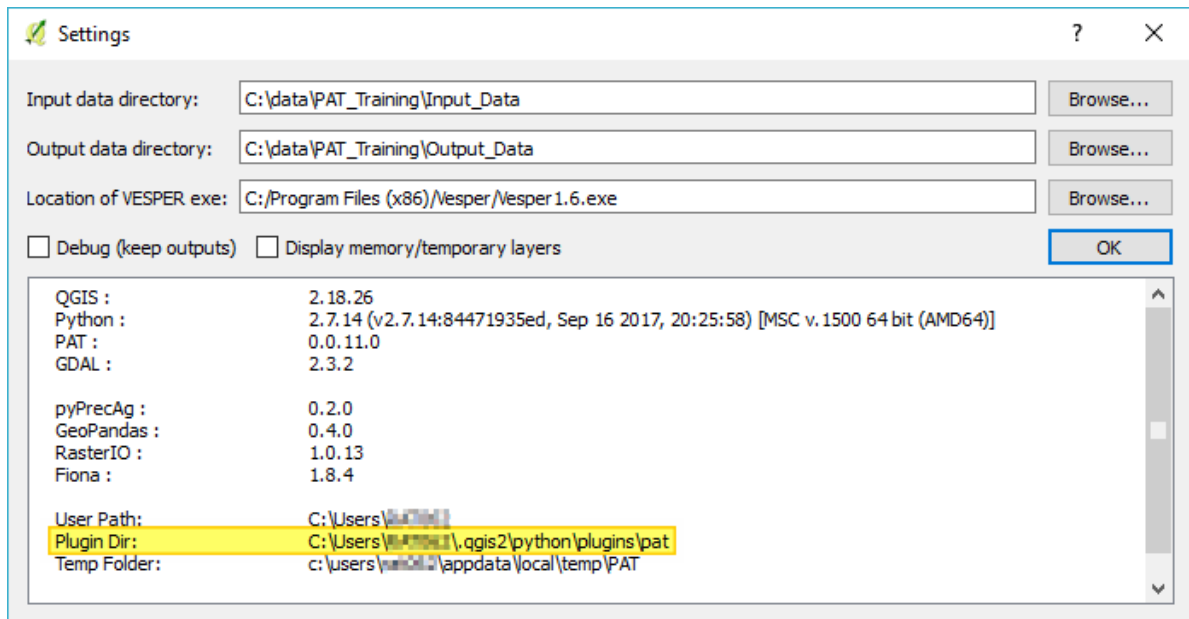 Settings ?
Input data directory: C:\data\PAT_Training\Input_Data Browse...
Output data directory: C:\data\PAT_Training\Output_Data Browse...
Location of VESPER exe: C:/Program Files (x86)/Vesper/Vesper1.6.exe Browse...
Debug (keep outputs) Display memory/temporary layers OK
QGIS : 2.18.26
Python : 2.7.14 (v2.7.14:84471935ed, Sep 16 2017, 20:25:58) [MSC v.1500 64 bit (AMD64)]
PAT : 0.0.11.0
GDAL : 2.3.2
pyPrecAg : 0.2.0
GeoPandas : 0.4.0
RasterIO : 1.0.13
Fiona : 1.8.4
User Path: C:\Users\
Plugin Dir: C:\Users\ \.qgis2\python\plugins\pat
Temp Folder: c:\users\ \appdata\local\temp\PAT